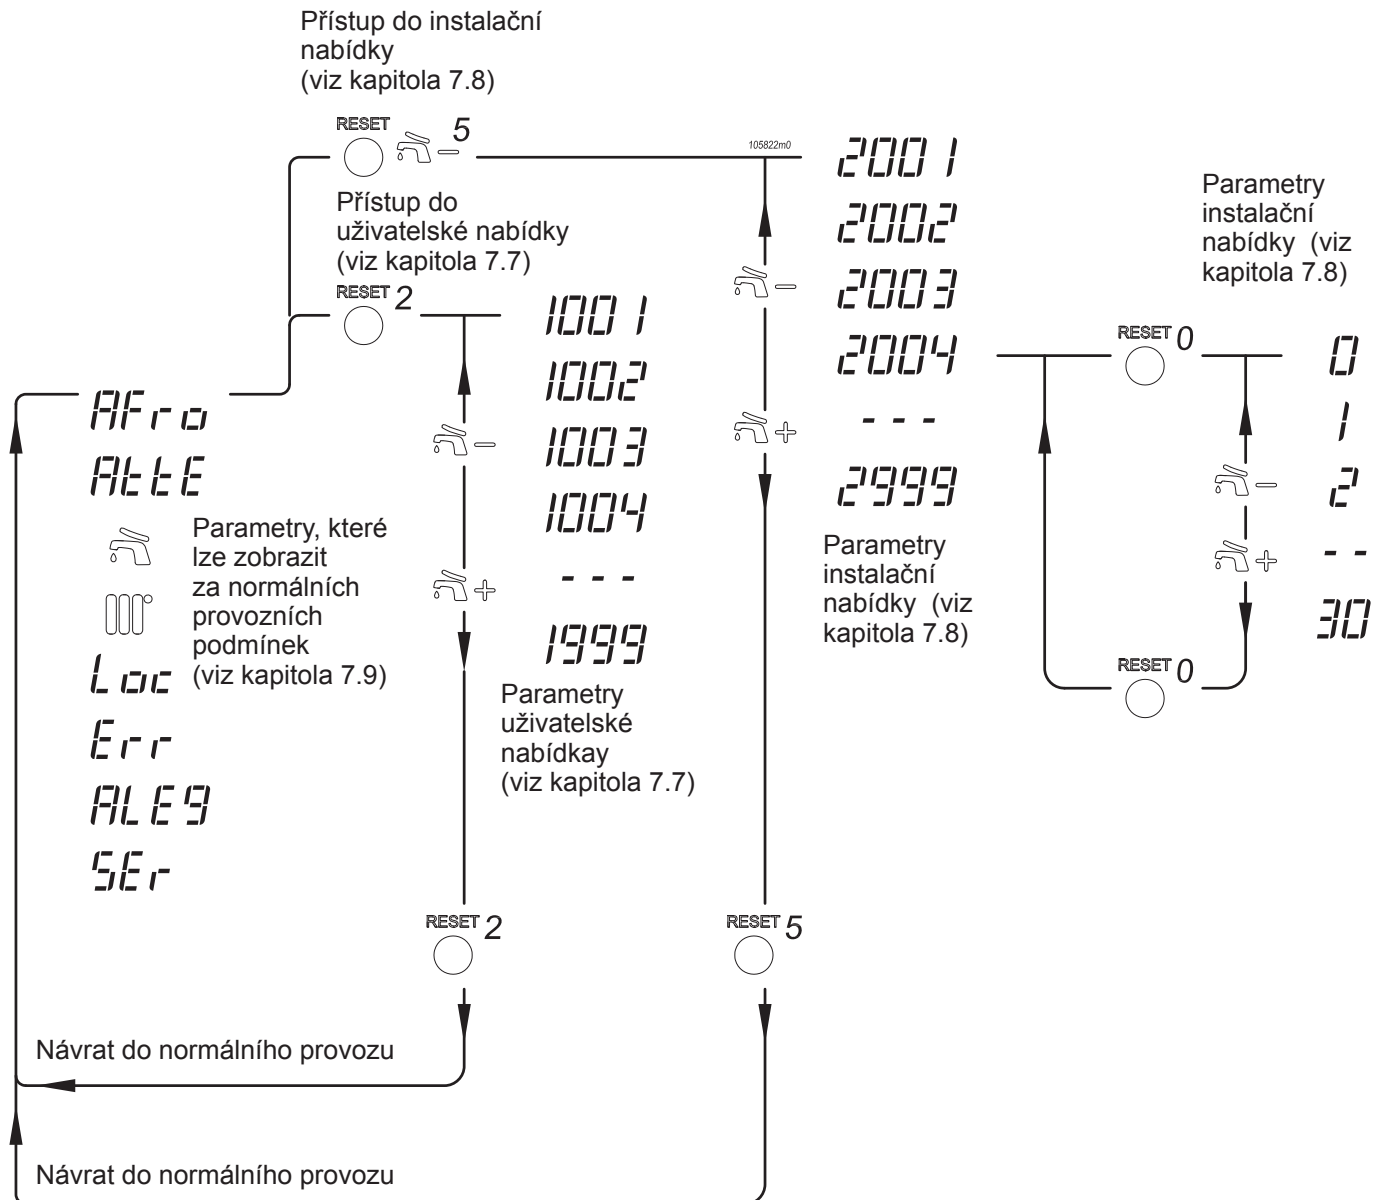 Přístup do instalační
nabídky
(viz kapitola 7.8)
RESET 5
105822m0
Přístup do
uživatelské nabídky
(viz kapitola 7.7)
RESET 2
2001
2002
2003
2004
- - -
2999
Parametry
instalační
nabídky (viz
kapitola 7.8)
Parametry
instalační
nabídky (viz
kapitola 7.8)
RESET 0
0
1
2
- -
30
RESET 0
1001
1002
1003
1004
- - -
1999
Parametry
uživatelské
nabídkay
(viz kapitola 7.7)
AFro
AttE
Parametry, které
lze zobrazit
za normálních
provozních
podmínek
(viz kapitola 7.9)
Loc
Err
ALE9
SEr
RESET 2
RESET 5
Návrat do normálního provozu
Návrat do normálního provozu